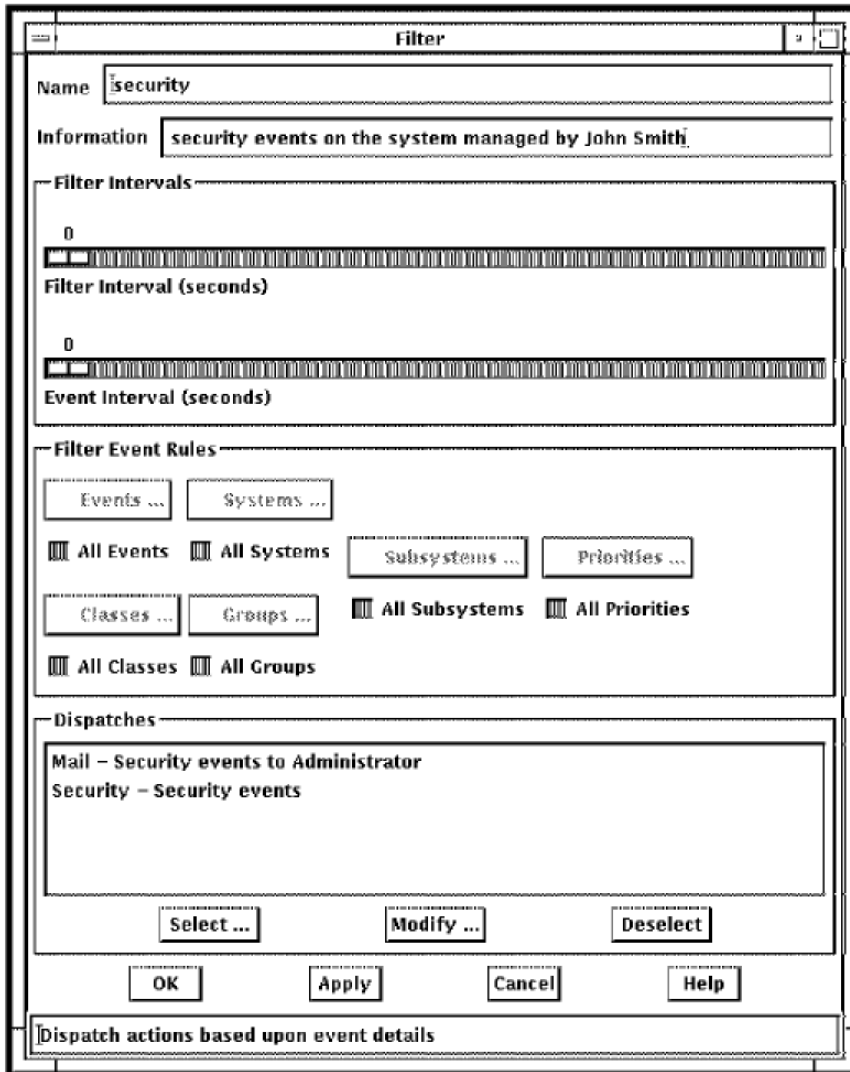 Filter
Name security
Information security events on the system managed by John Smith
Filter Intervals
0
Filter Interval (seconds)
0
Event Interval (seconds)
Filter Event Rules
Events ... Systems ...
All Events All Systems Subsystems ... Priorities ...
Classes ... Groups ... All Subsystems All Priorities
All Classes All Groups
Dispatches
Mail – Security events to Administrator
Security – Security events
Select ... Modify ... Deselect
OK Apply Cancel Help
Dispatch actions based upon event details